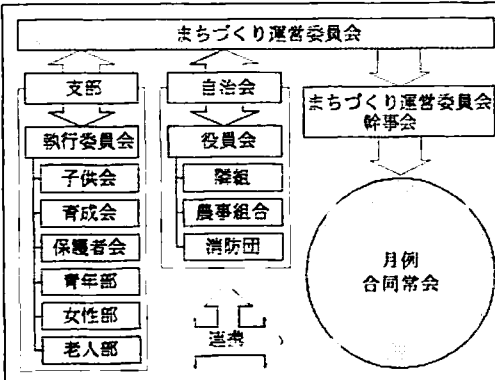 まちづくり運営委員会
支部
自治会
まちづくり運営委員会
幹事会
執行委員会
役員会
子供会
隣組
育成会
農事組合
保護者会
消防団
青年部
女性部
老人部
月例
合同常会
連携